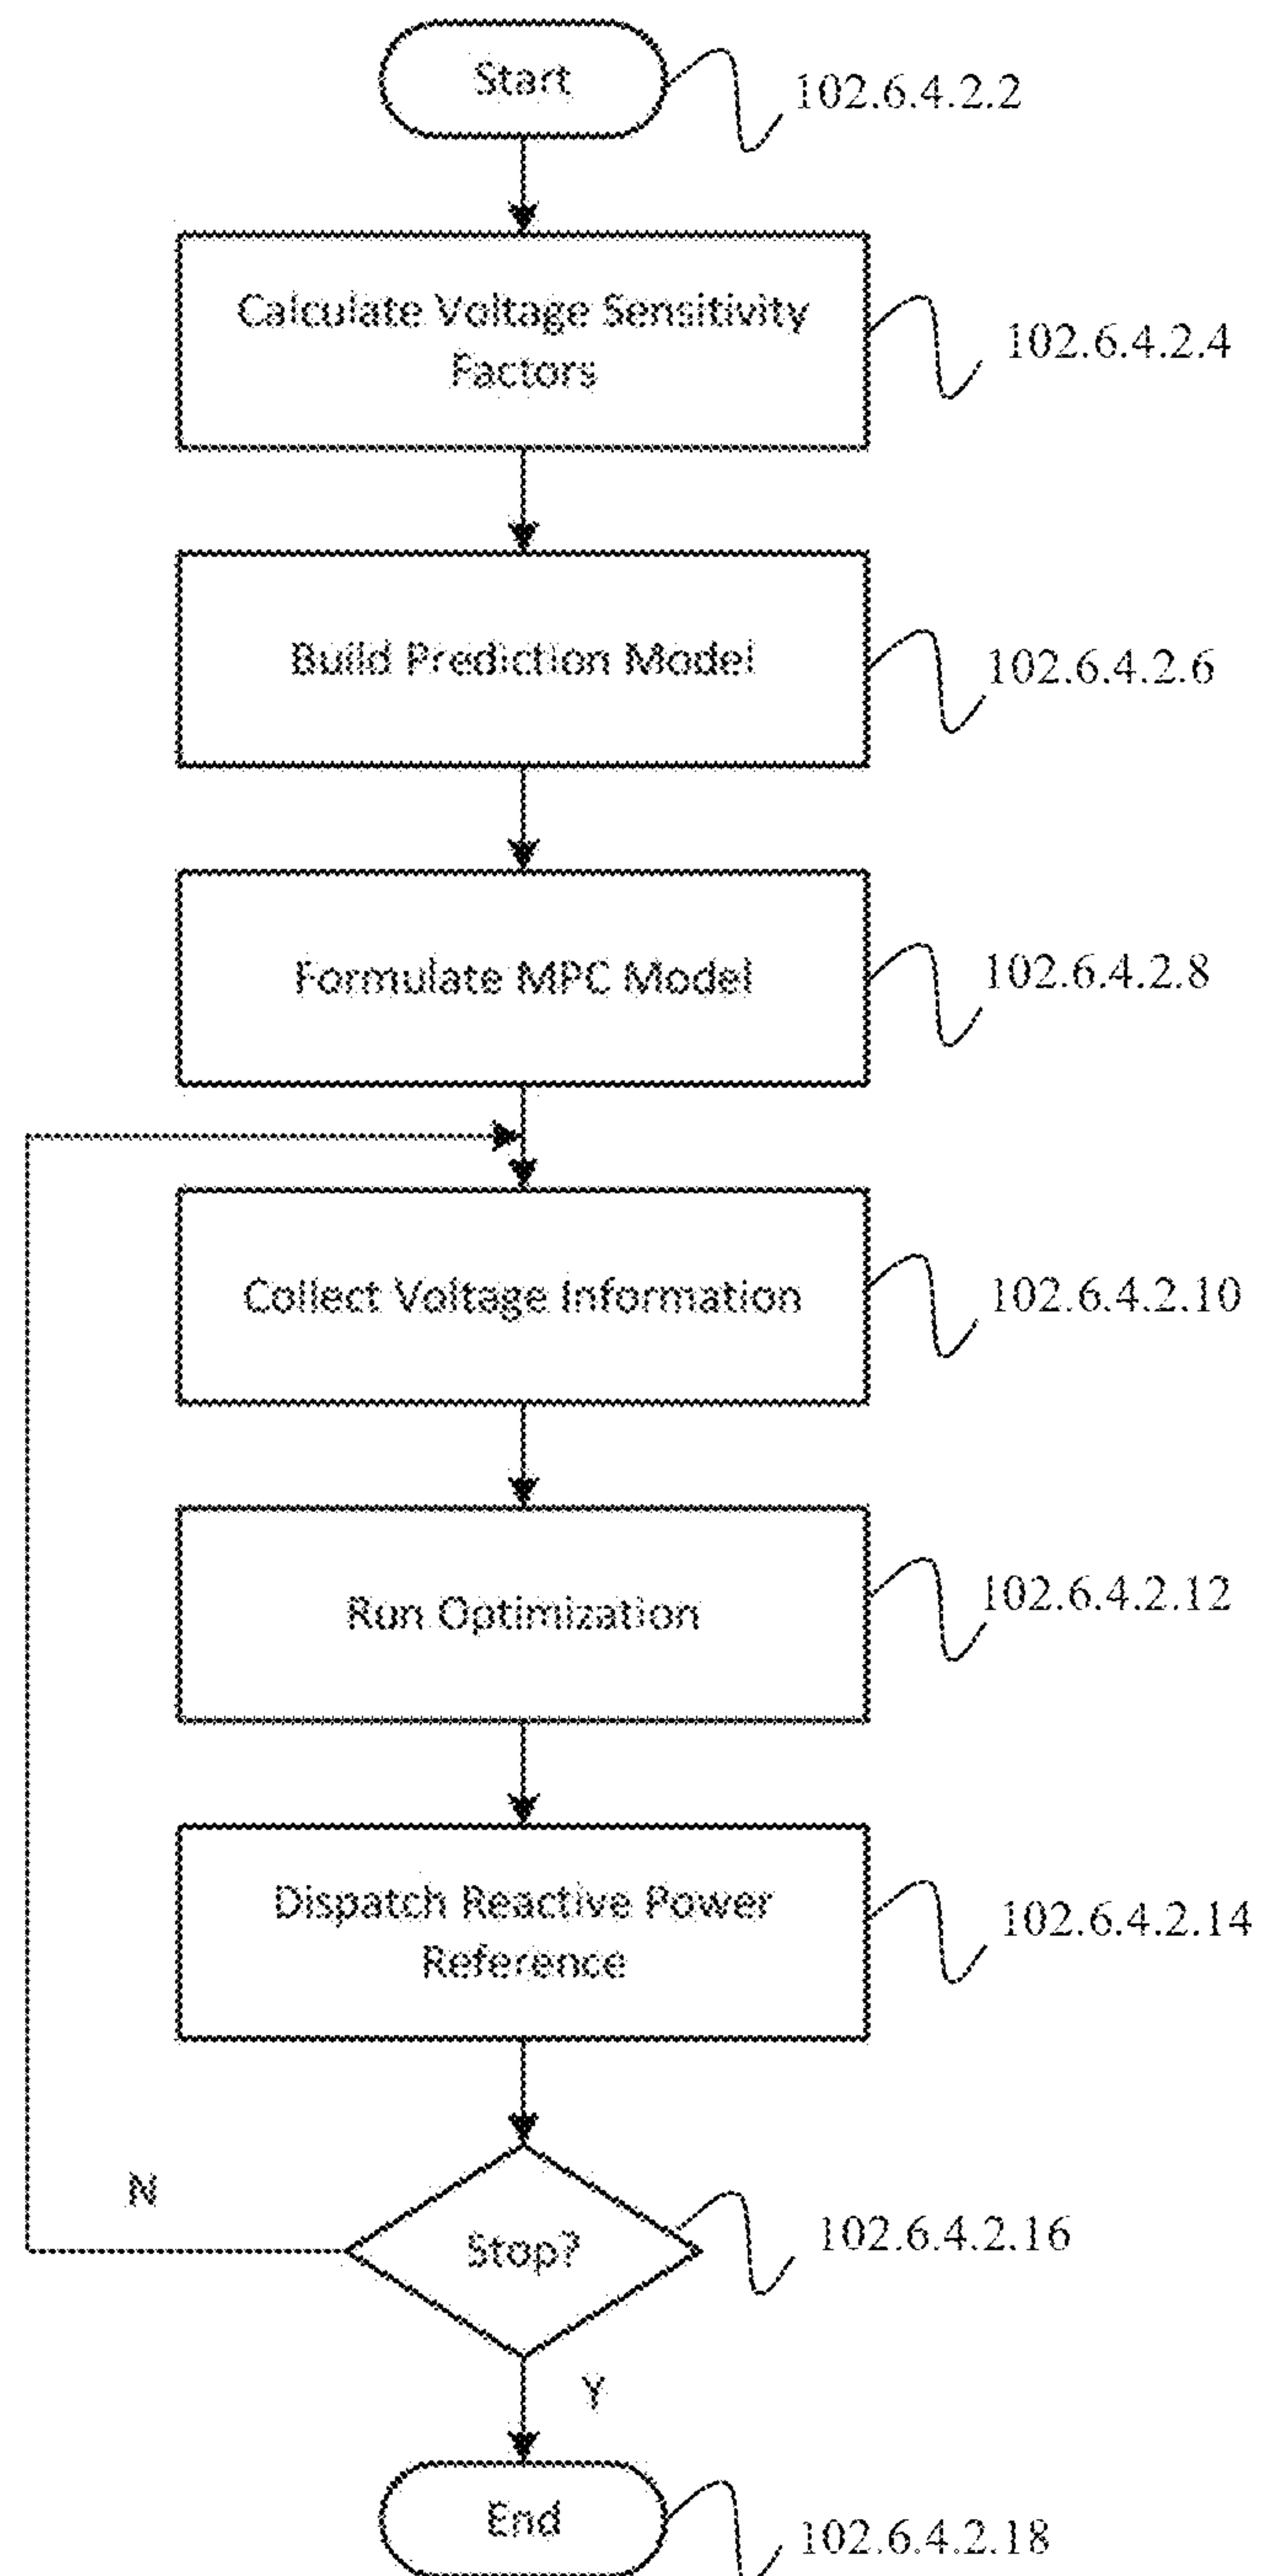 Start
102.6.4.2.2
Calculate Voltage Sensitivity
Factors
102.6.4.2.4
Build Prediction Model
102.6.4.2.6
Formulate MPC Model
102.6.4.2.8
Collect Voltage Information
102.6.4.2.10
Run Optimization
102.6.4.2.12
Dispatch Reactive Power
Reference
102.6.4.2.14
N
Stop?
102.6.4.2.16
Y
End
102.6.4.2.18